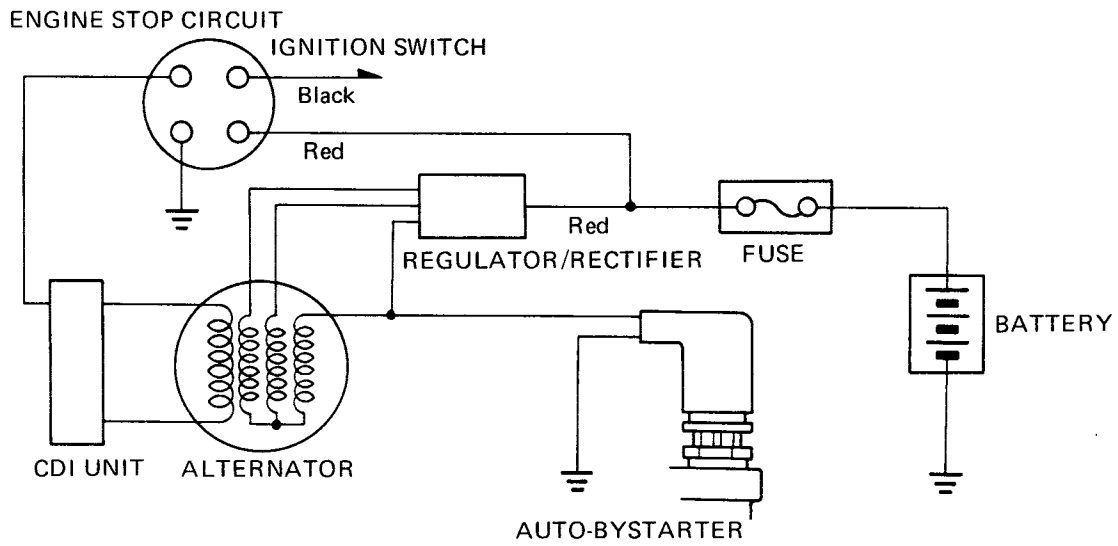 ENGINE STOP CIRCUIT
IGNITION SWITCH
Black
Red
Red
REGULATOR/RECTIFIER
FUSE
BATTERY
CDI UNIT
ALTERNATOR
AUTO-BYSTARTER